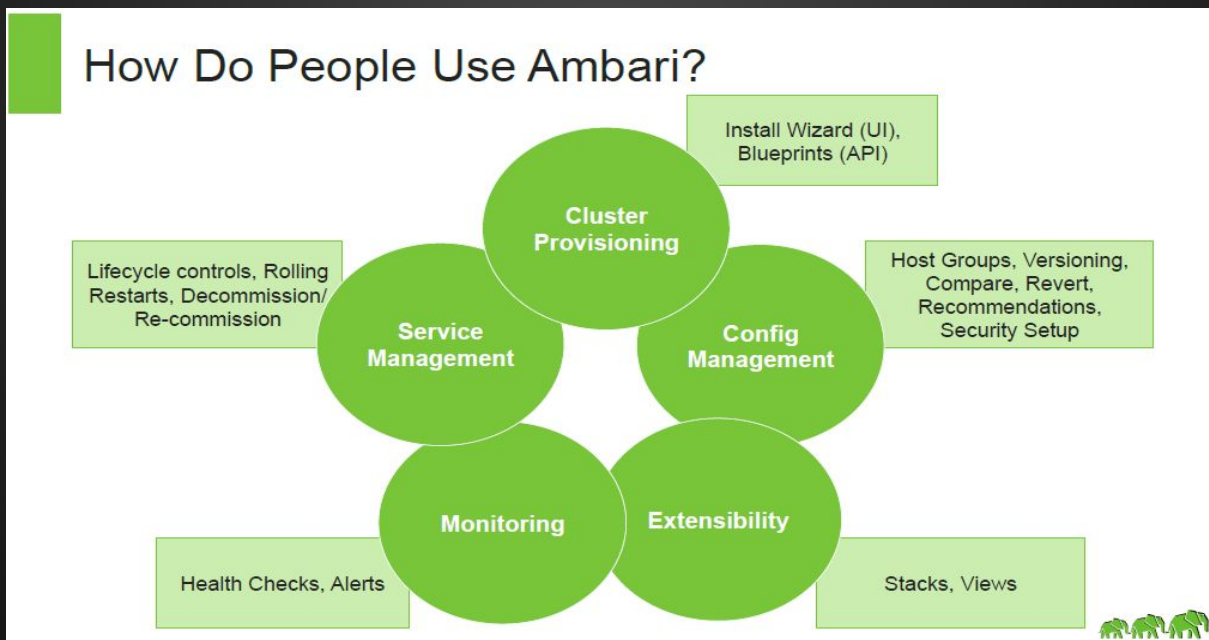 How Do People Use Ambari?
Install Wizard (UI),
Blueprints (API)
Cluster
Provisioning
Lifecycle controls, Rolling
Restarts, Decommission/
Re-commission
Service
Management
Host Groups, Versioning,
Compare, Revert,
Recommendations,
Security Setup
Config
Management
Monitoring
Health Checks, Alerts
Extensibility
Stacks, Views